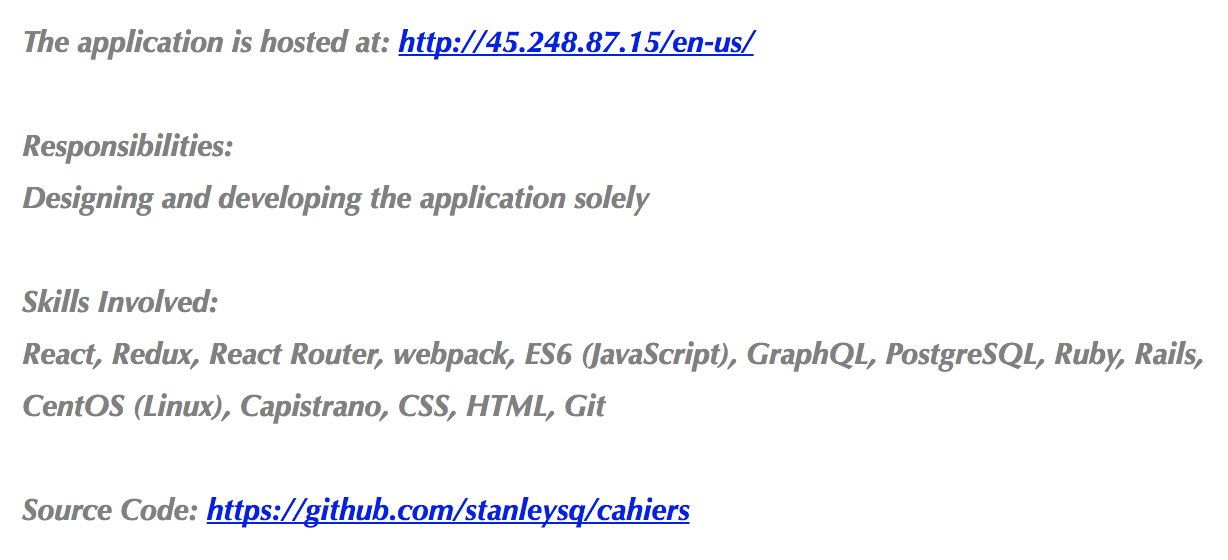 The application is hosted at: http://45.248.87.15/en-us/
Responsibilities:
Designing and developing the application solely
Skills Involved:
React, Redux, React Router, webpack, ES6 (JavaScript), GraphQL, PostgreSQL, Ruby, Rails,
CentOS (Linux), Capistrano, CSS, HTML, Git
Source Code: https://github.com/stanleysq/cahiers